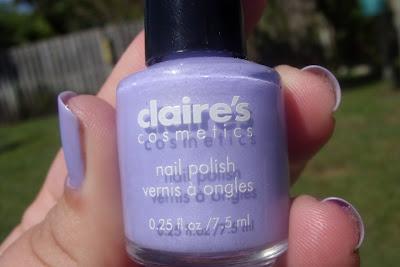 claire's
cosmetics
nail polish
vernis à ongles
0.25 fl.oz/7.5 ml